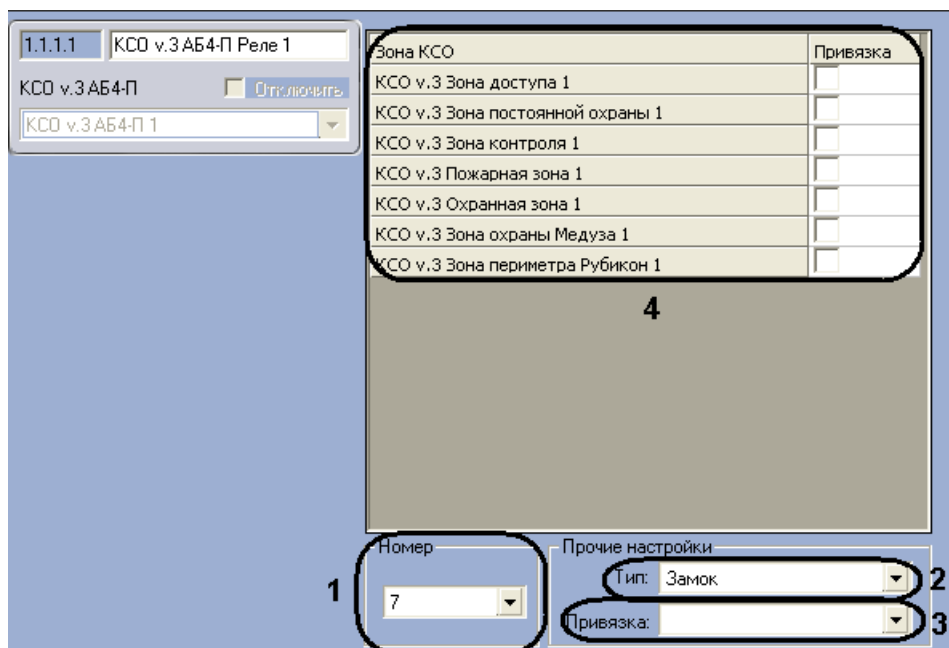 1.1.1.1 КСО v.3 АБ4-П Реле 1
КСО v.3 АБ4-П Отключить
КСО v.3 АБ4-П 1
Зона КСО Привязка
КСО v.3 Зона доступа 1
КСО v.3 Зона постоянной охраны 1
КСО v.3 Зона контроля 1
КСО v.3 Пожарная зона 1
КСО v.3 Охранная зона 1
КСО v.3 Зона охраны Медуза 1
КСО v.3 Зона периметра Рубикон 1
4
Номер
1
7
Прочие настройки
Тип: Замок 2
Привязка: 3